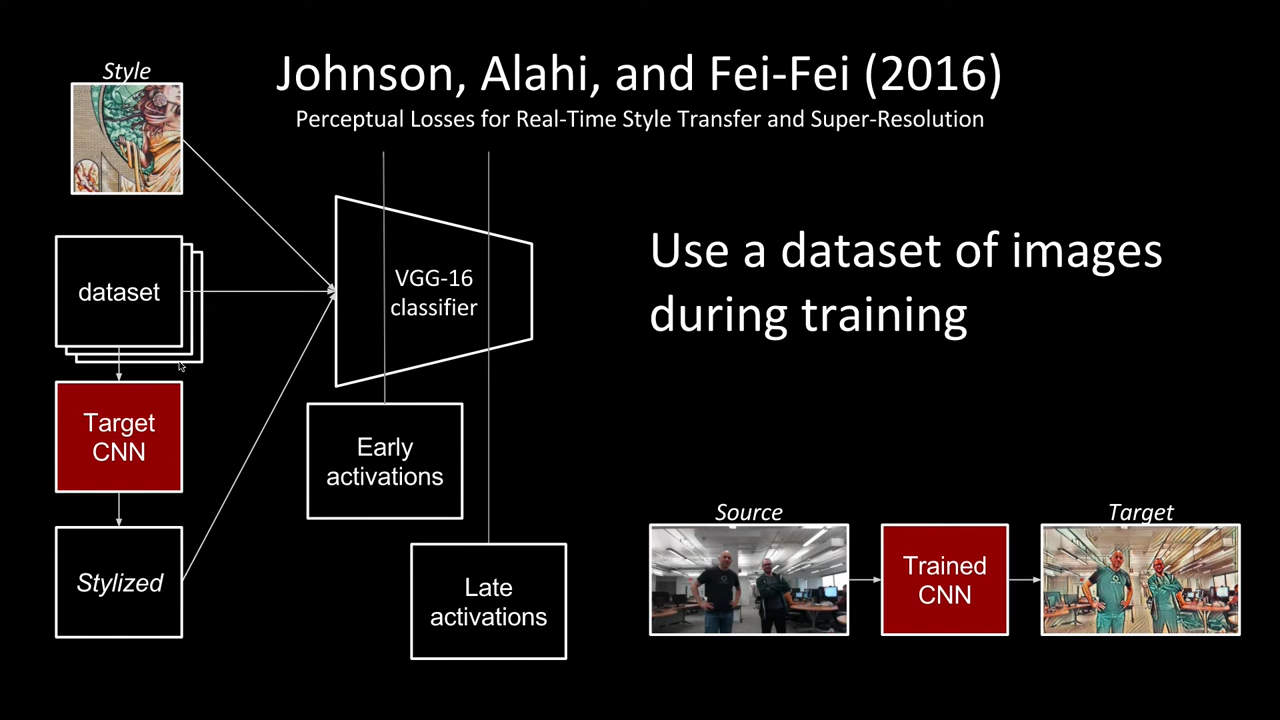 Johnson, Alahi, and Fei-Fei (2016)
Perceptual Losses for Real-Time Style Transfer and Super-Resolution
Style
dataset
Target
CNN
Stylized
VGG-16
classifier
Early
activations
Late
activations
Use a dataset of images
during training
Source
Trained
CNN
Target